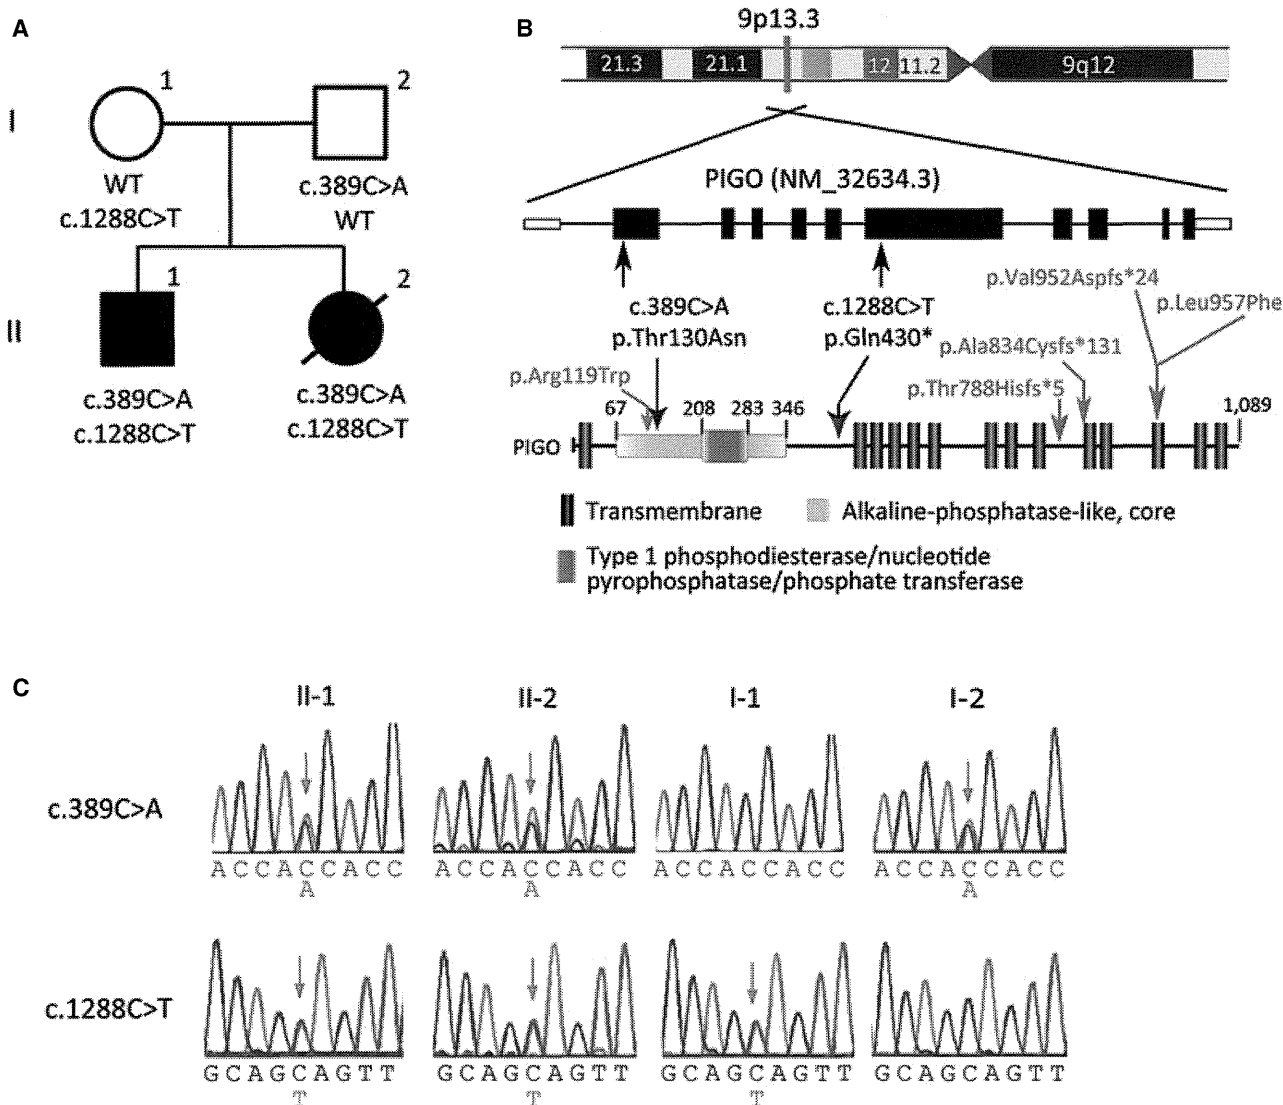 A
I
1
2
WT
c.1288C>T
c.389C>A
WT
II
1
2
c.389C>A
c.1288C>T
c.389C>A
c.1288C>T
B
9p13.3
21.3
21.1
12
11.2
9q12
PIGO (NM_32634.3)
c.389C>A
p.Thr130Asn
c.1288C>T
p.Gln430*
p.Val952Aspfs*24
p.Leu957Phe
p.Ala834Cysfs*131
p.Arg119Trp
p.Thr788Hisfs*5
67
208
283
346
1,089
PIGO
Transmembrane
Alkaline-phosphatase-like, core
Type 1 phosphodiesterase/nucleotide
pyrophosphatase/phosphate transferase
C
II-1
II-2
I-1
I-2
c.389C>A
ACCACCACC
A
ACCACCACC
A
ACCACCACC
ACCACCACC
A
c.1288C>T
GCAGCAGTT
T
GCAGCAGTT
T
GCAGCAGTT
T
GCAGCAGTT